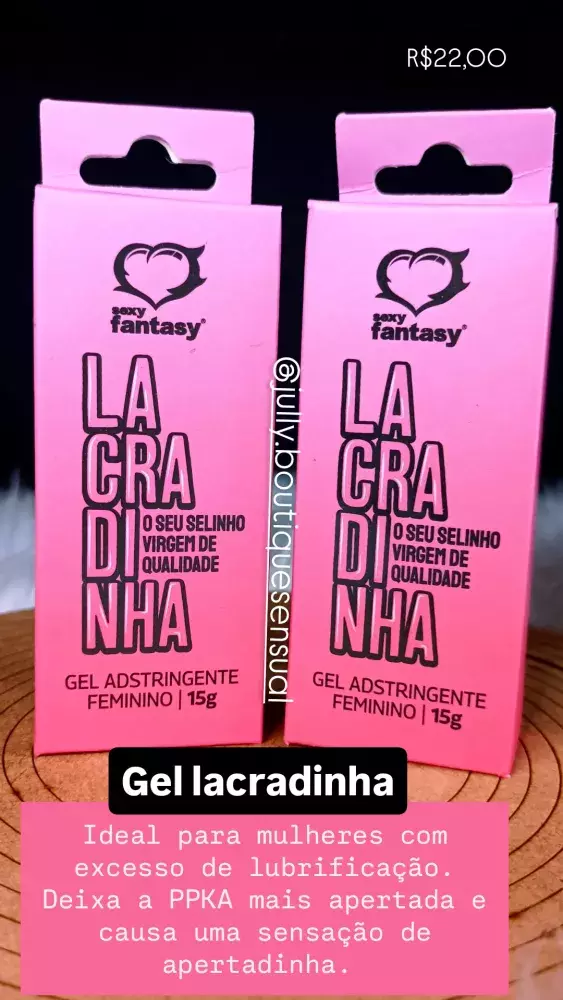 R$22,00
sexy
fantasy®
LA
CRA
DI
NHA
O SEU SELINHO
VIRGEM DE
QUALIDADE
GEL ADSTRINGENTE
FEMININO | 15g
sexy
fantasy®
LA
CRA
DI
NHA
O SEU SELINHO
VIRGEM DE
QUALIDADE
GEL ADSTRINGENTE
FEMININO | 15g
@jully.boutiquesensual
Gel lacradinha
Ideal para mulheres com
excesso de lubrificação.
Deixa a PPKA mais apertada e
causa uma sensação de
apertadinha.